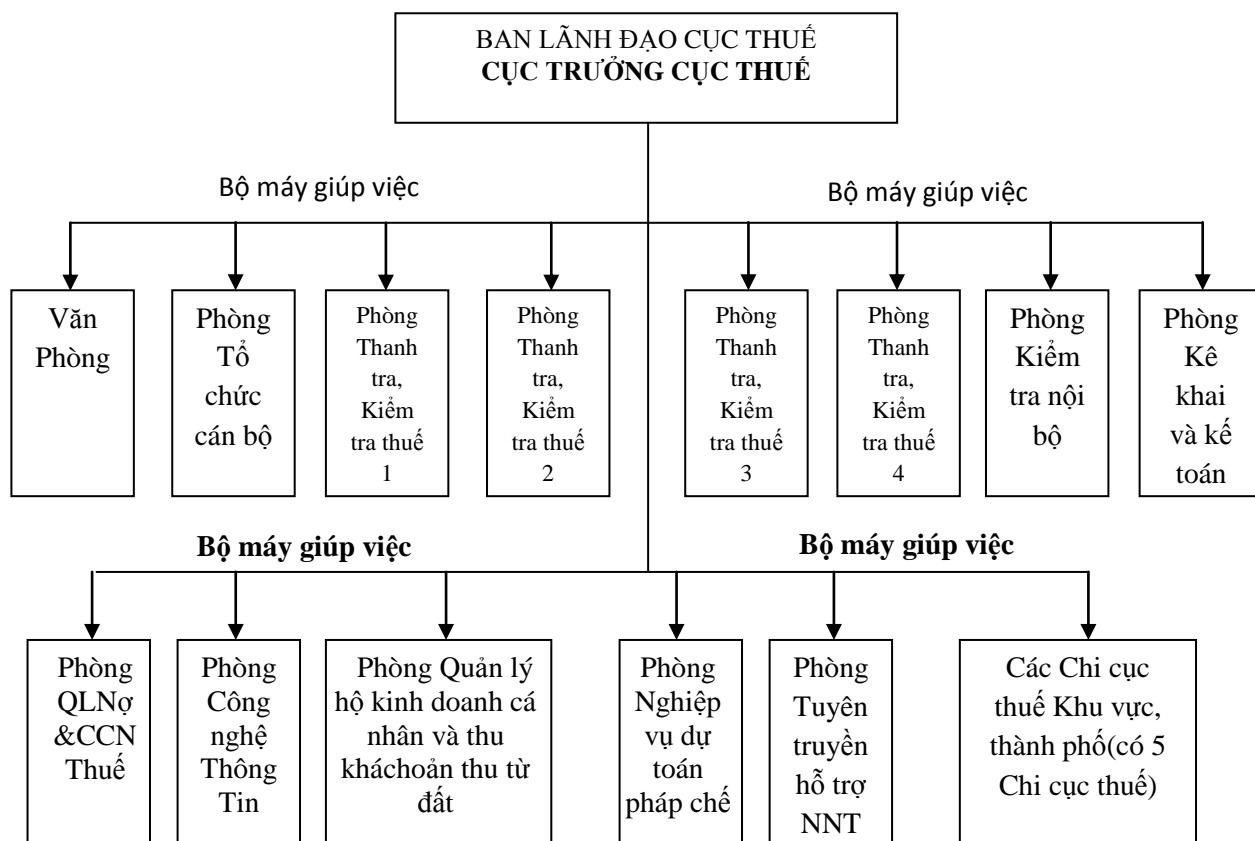 BAN LÃNH ĐẠO CỤC THUẾ
CỤC TRƯỞNG CỤC THUẾ
Bộ máy giúp việc
Bộ máy giúp việc
Văn
Phòng
Phòng
Tổ
chức
cán bộ
Phòng
Thanh
tra,
Kiểm
tra thuế
1
Phòng
Thanh
tra,
Kiểm
tra thuế
2
Phòng
Thanh
tra,
Kiểm
tra thuế
3
Phòng
Thanh
tra,
Kiểm
tra thuế
4
Phòng
Kiểm
tra nội
bộ
Phòng
Kê
khai
và kế
toán
Bộ máy giúp việc
Bộ máy giúp việc
Phòng
QLNợ
&CCN
Thuế
Phòng
Công
nghệ
Thông
Tin
Phòng Quản lý
hộ kinh doanh cá
nhân và thu
kháchoản thu từ
đất
Phòng
Nghiệp
vụ dự
toán
pháp chế
Phòng
Tuyên
truyền
hỗ trợ
NNT
Các Chi cục
thuế Khu vực,
thành phố(có 5
Chi cục thuế)